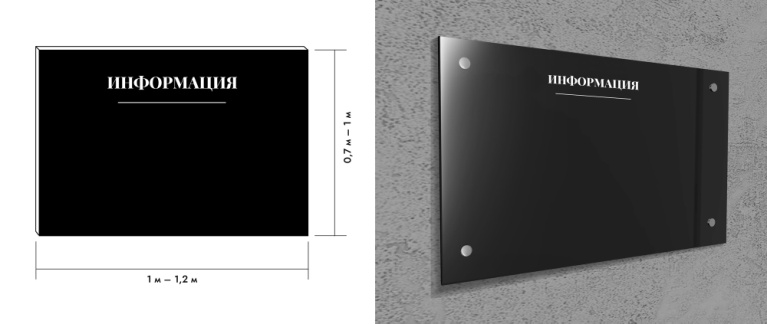 ИНФОРМАЦИЯ
0,7 м – 1 м
1 м – 1,2 м
ИНФОРМАЦИЯ